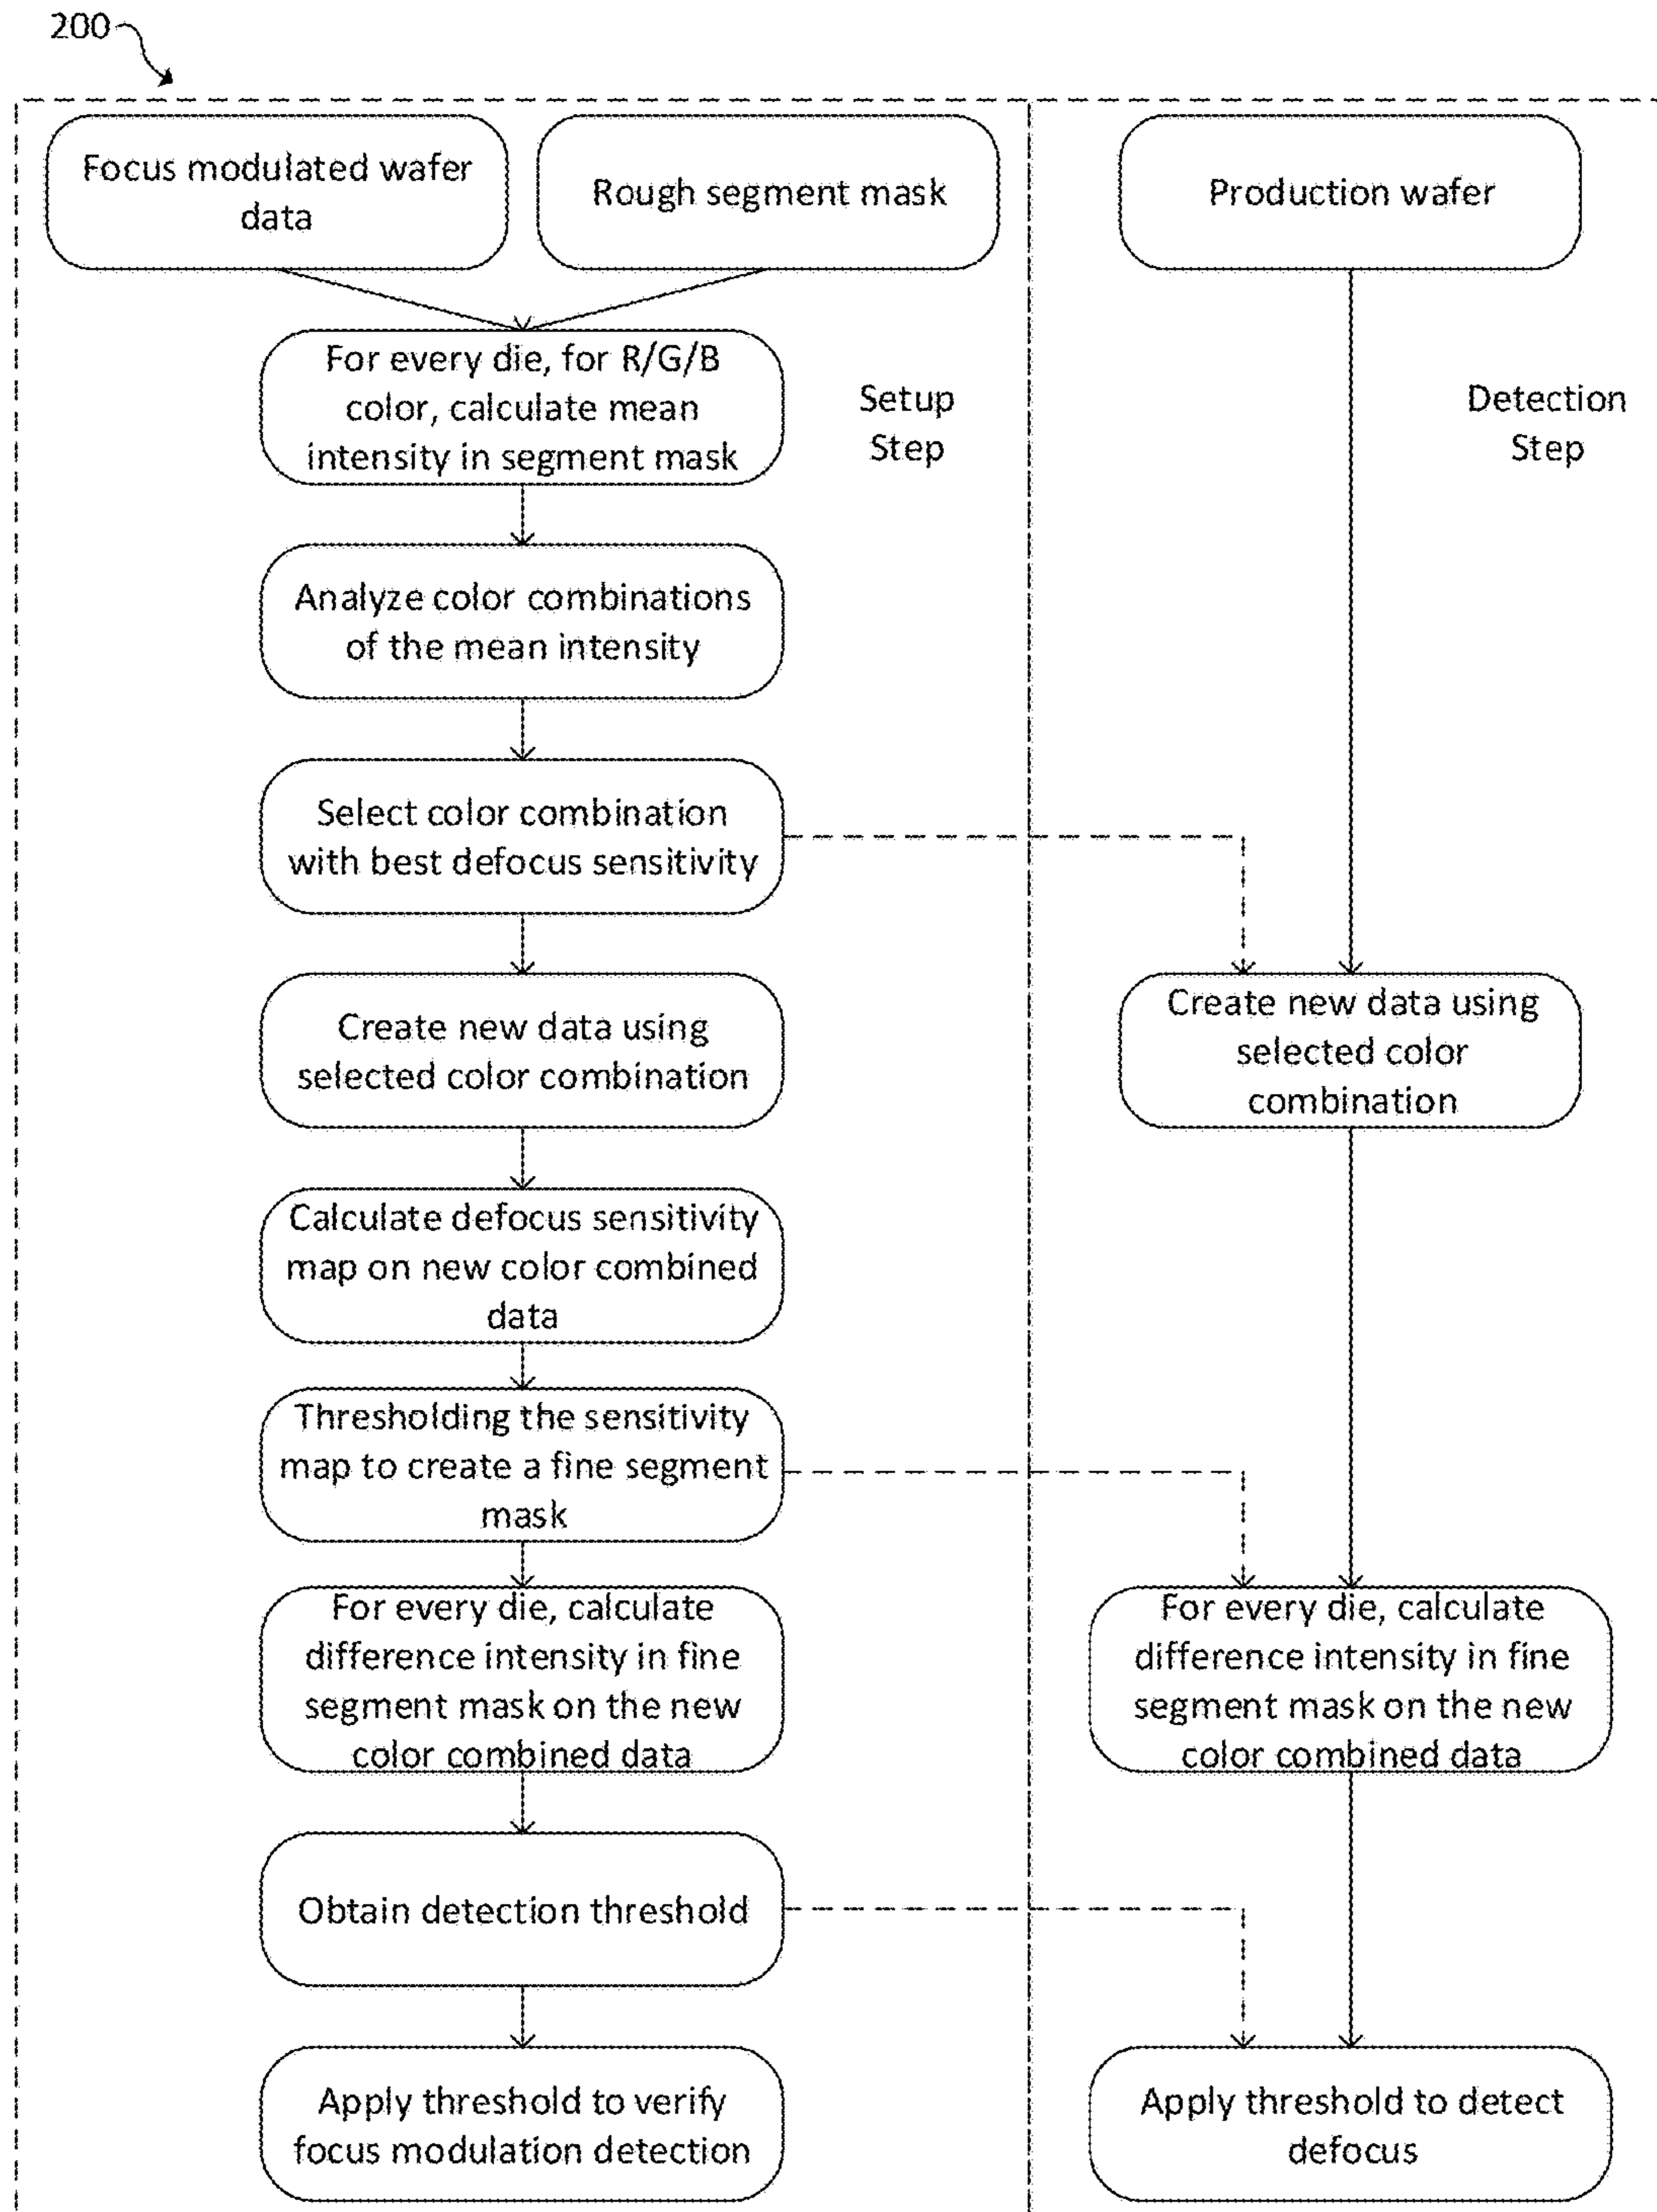 200
Focus modulated wafer
data
Rough segment mask
For every die, for R/G/B
color, calculate mean
intensity in segment mask
Setup
Step
Analyze color combinations
of the mean intensity
Select color combination
with best defocus sensitivity
Create new data using
selected color combination
Calculate defocus sensitivity
map on new color combined
data
Thresholding the sensitivity
map to create a fine segment
mask
For every die, calculate
difference intensity in fine
segment mask on the new
color combined data
Obtain detection threshold
Apply threshold to verify
focus modulation detection
Production wafer
Detection
Step
Create new data using
selected color
combination
For every die, calculate
difference intensity in fine
segment mask on the new
color combined data
Apply threshold to detect
defocus